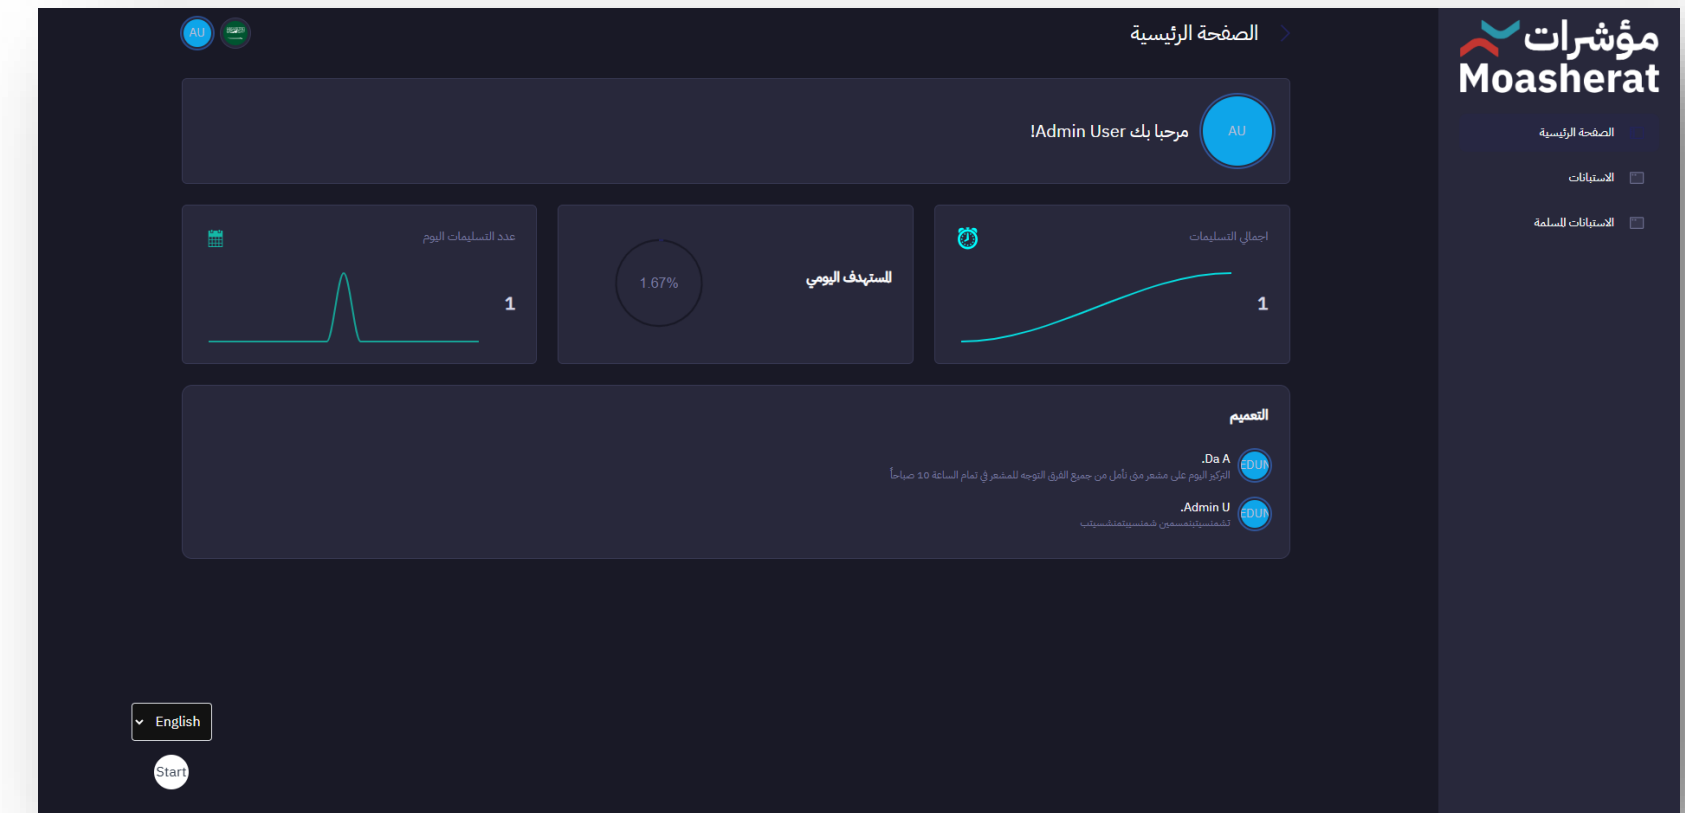 مؤشرات
Moasherat
الصفحة الرئيسية
الاستبانات
الاستبانات المسلمة
الصفحة الرئيسية
AU
AU
مرحبا بك Admin User!
اجمالي التسليمات
1
المستهدف اليومي
1.67%
عدد التسليمات اليوم
1
التعميم
Da A.
التركيز اليوم على مشعر منى نأمل من جميع الفرق التوجه للمشعر في تمام الساعة 10 صباحاً
Admin U.
English
Start